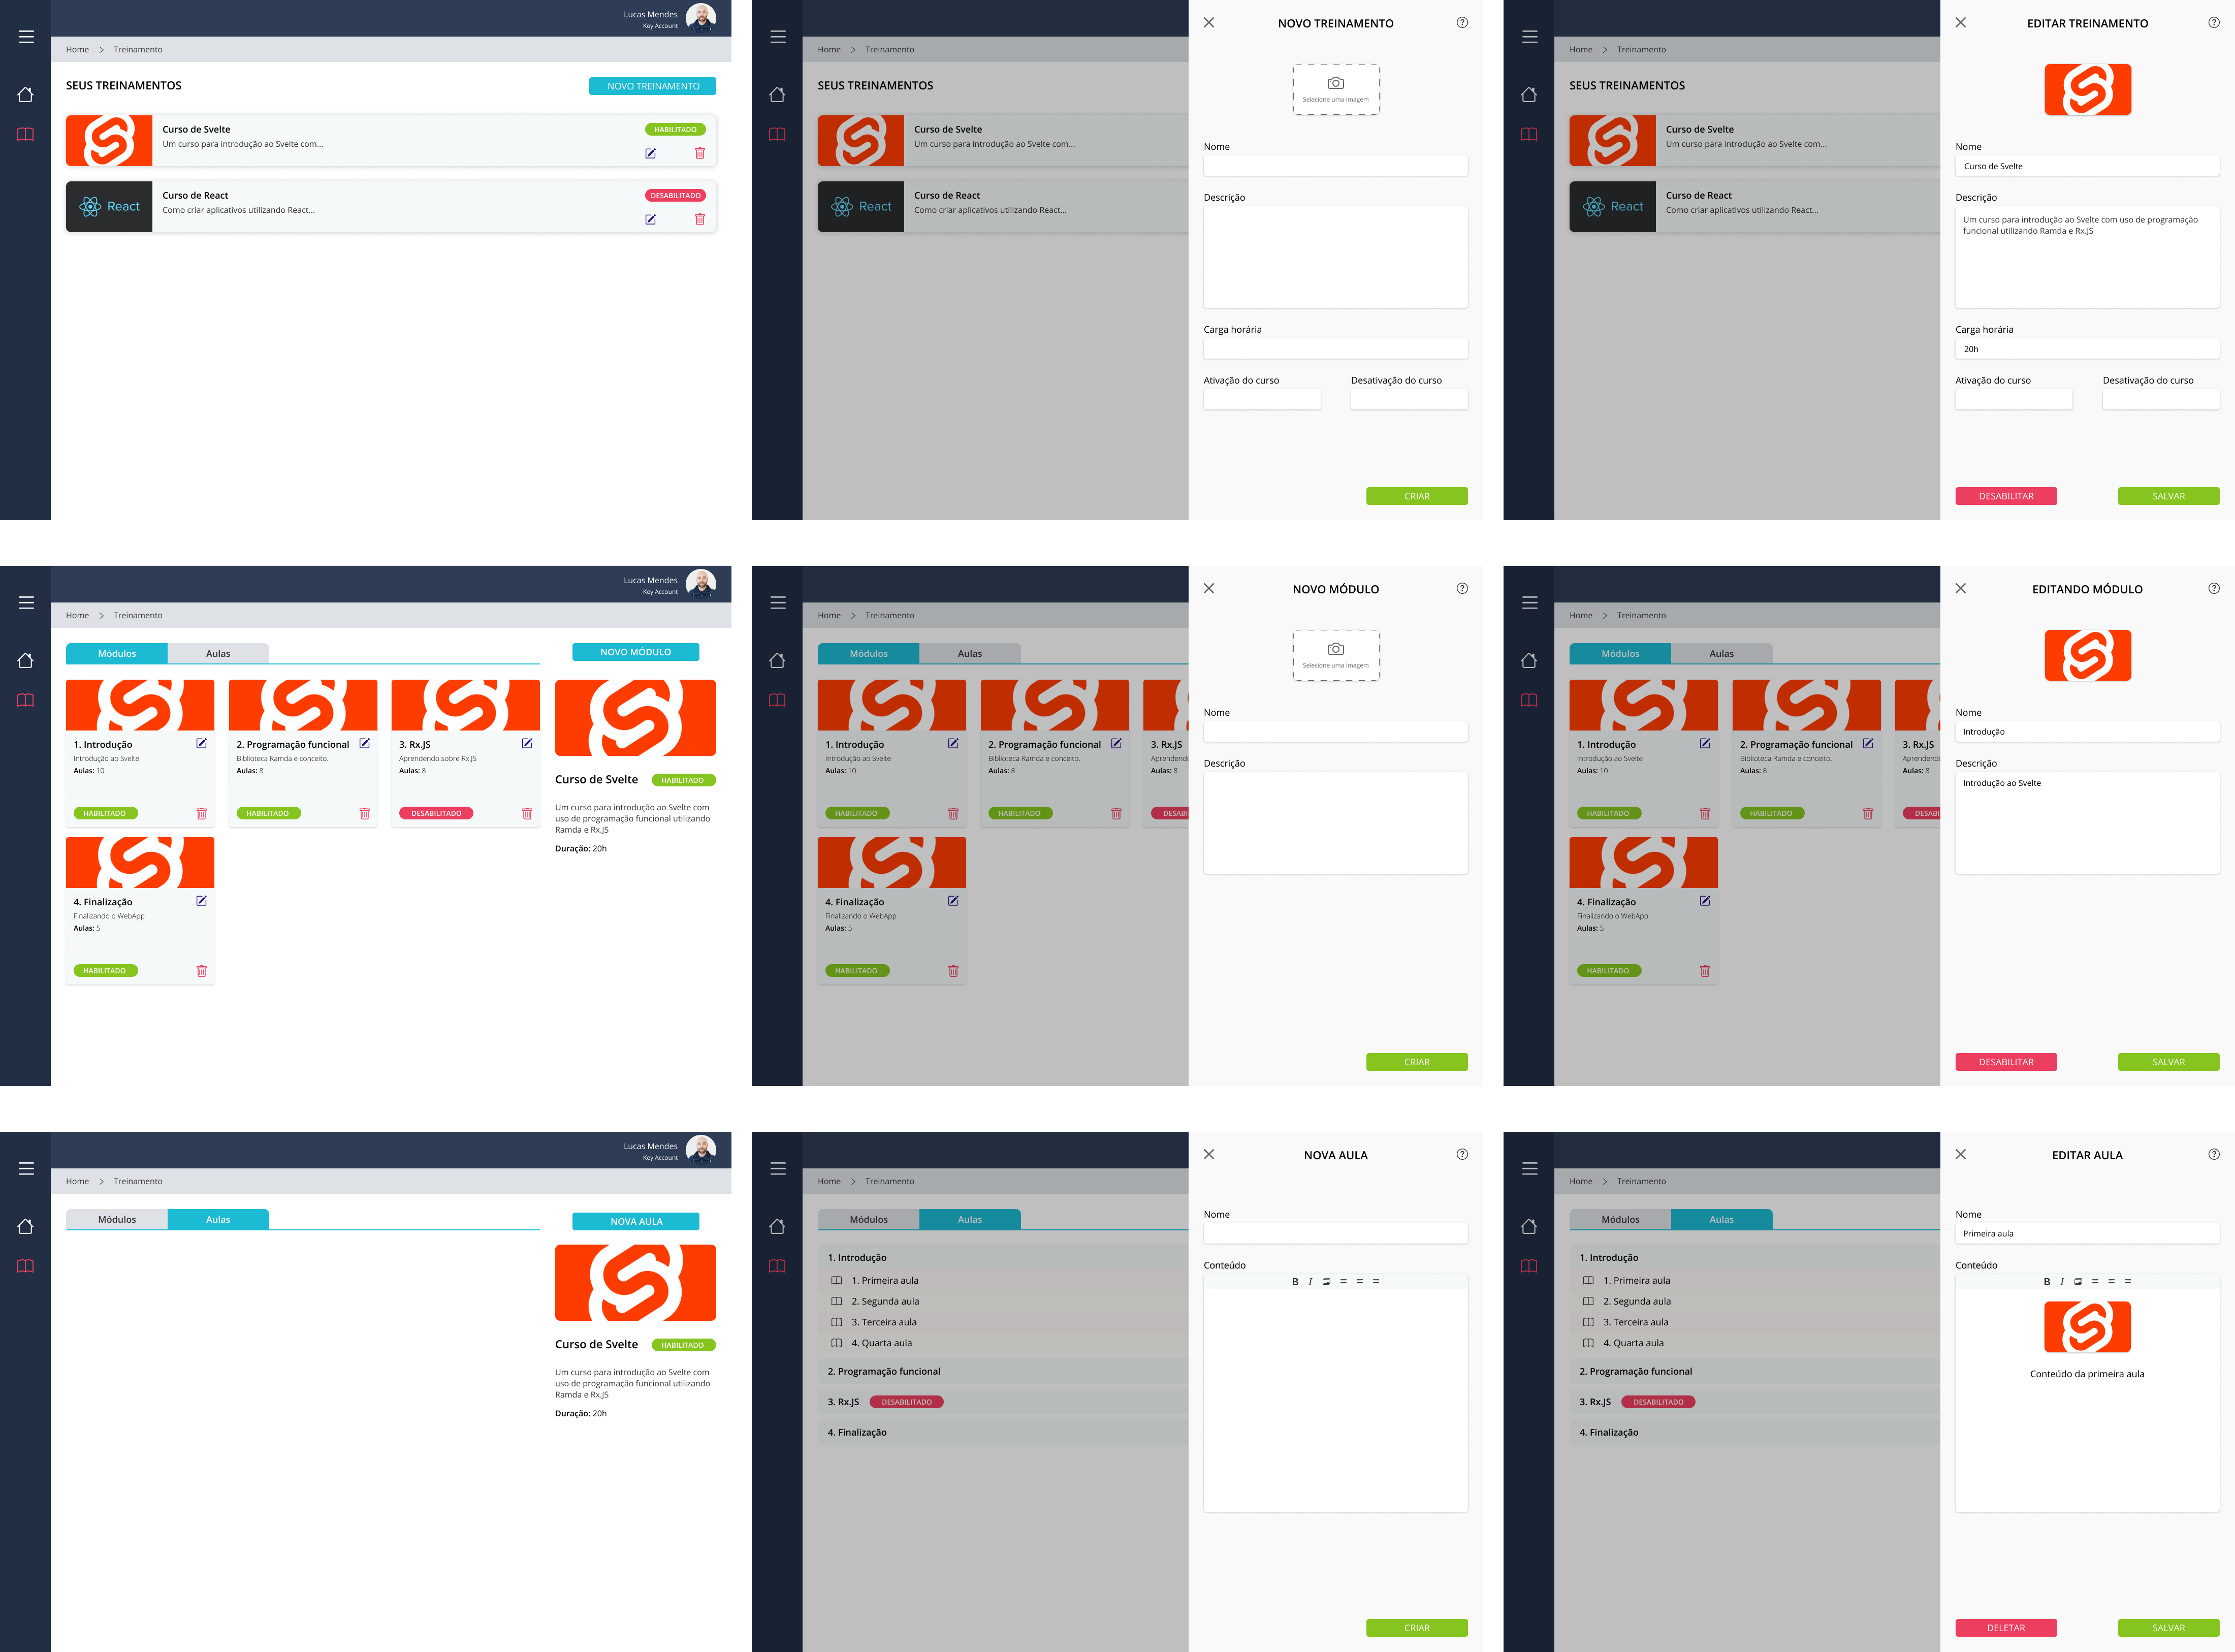 Lucas Mendes
Key Account
Home > Treinamento
SEUS TREINAMENTOS
NOVO TREINAMENTO
Curso de Svelte
HABILITADO
Um curso para introdução ao Svelte com...
React
Curso de React
DESABILITADO
Como criar aplicativos utilizando React...
Home > Treinamento
SEUS TREINAMENTOS
Curso de Svelte
Um curso para introdução ao Svelte com...
React
Curso de React
Como criar aplicativos utilizando React...
NOVO TREINAMENTO
?
Selecione uma imagem
Nome
Descrição
Carga horária
Ativação do curso
Desativação do curso
CRIAR
Home > Treinamento
SEUS TREINAMENTOS
Curso de Svelte
Um curso para introdução ao Svelte com...
React
Curso de React
Como criar aplicativos utilizando React...
EDITAR TREINAMENTO
?
Nome
Curso de Svelte
Descrição
Um curso para introdução ao Svelte com uso de programação
funcional utilizando Ramda e Rx.JS
Carga horária
20h
Ativação do curso
Desativação do curso
DESABILITAR
SALVAR
Lucas Mendes
Key Account
Home > Treinamento
Módulos
Aulas
NOVO MÓDULO
1. Introdução
Introdução ao Svelte
Aulas: 10
HABILITADO
2. Programação funcional
Biblioteca Ramda e conceito.
Aulas: 8
HABILITADO
3. Rx.JS
Aprendendo sobre Rx.JS
Aulas: 8
DESABILITADO
4. Finalização
Finalizando o WebApp
Aulas: 5
HABILITADO
Curso de Svelte
HABILITADO
Um curso para introdução ao Svelte com
uso de programação funcional utilizando
Ramda e Rx.JS
Duração: 20h
Home > Treinamento
Módulos
Aulas
1. Introdução
Introdução ao Svelte
Aulas: 10
HABILITADO
2. Programação funcional
Biblioteca Ramda e conceito.
Aulas: 8
HABILITADO
3. Rx.JS
Aprendendo
Aulas: 8
DESABI
4. Finalização
Finalizando o WebApp
Aulas: 5
HABILITADO
NOVO MÓDULO
?
Selecione uma imagem
Nome
Descrição
CRIAR
Home > Treinamento
Módulos
Aulas
1. Introdução
Introdução ao Svelte
Aulas: 10
HABILITADO
2. Programação funcional
Biblioteca Ramda e conceito.
Aulas: 8
HABILITADO
3. Rx.JS
Aprendendo
Aulas: 8
DESABI
4. Finalização
Finalizando o WebApp
Aulas: 5
HABILITADO
EDITANDO MÓDULO
?
Nome
Introdução
Descrição
Introdução ao Svelte
DESABILITAR
SALVAR
Lucas Mendes
Key Account
Home > Treinamento
Módulos
Aulas
NOVA AULA
Curso de Svelte
HABILITADO
Um curso para introdução ao Svelte com
uso de programação funcional utilizando
Ramda e Rx.JS
Duração: 20h
Home > Treinamento
Módulos
Aulas
1. Introdução
1. Primeira aula
2. Segunda aula
3. Terceira aula
4. Quarta aula
2. Programação funcional
3. Rx.JS
DESABILITADO
4. Finalização
NOVA AULA
?
Nome
Conteúdo
B I
CRIAR
Home > Treinamento
Módulos
Aulas
1. Introdução
1. Primeira aula
2. Segunda aula
3. Terceira aula
4. Quarta aula
2. Programação funcional
3. Rx.JS
DESABILITADO
4. Finalização
EDITAR AULA
?
Nome
Primeira aula
Conteúdo
B I
Conteúdo da primeira aula
DELETAR
SALVAR